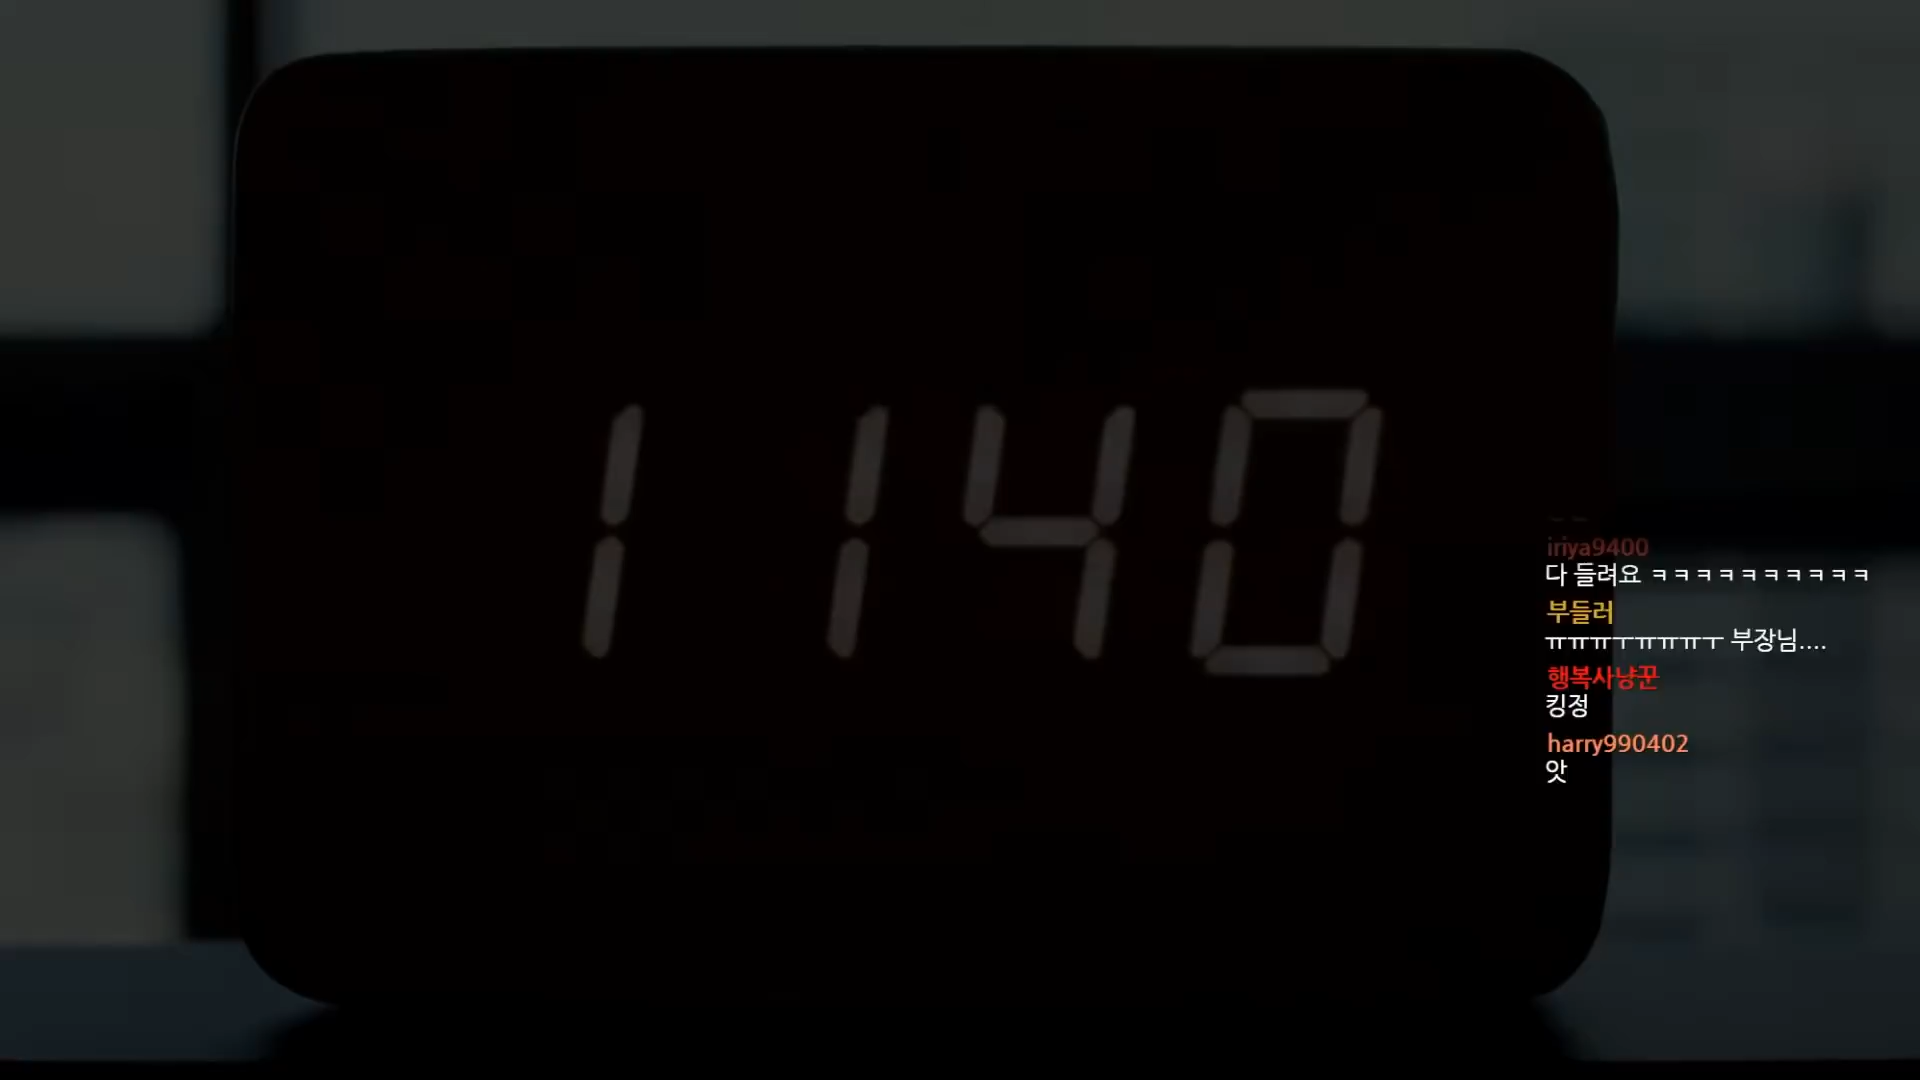 1140
iriya9400
다 들려요 ㅋㅋㅋㅋㅋㅋㅋㅋㅋㅋ
부들러
ㅠㅠㅠㅜㅠㅠㅠㅜ 부장님....
행복사냥꾼
킹정
harry990402
앗